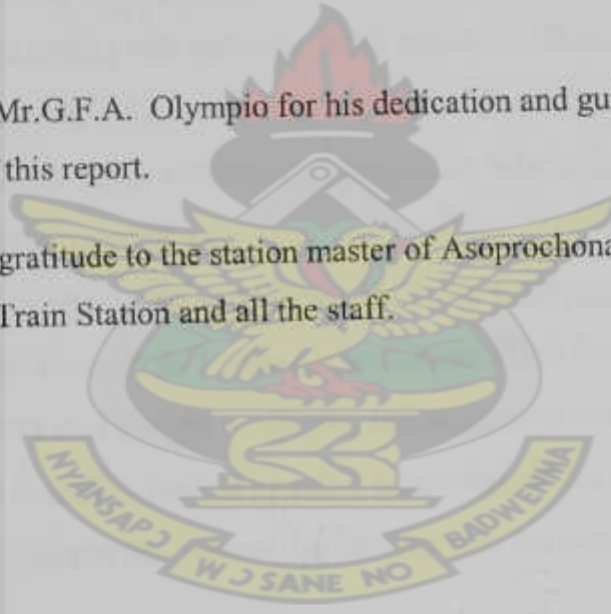 Mr.G.F.A. Olympio for his dedication and gu
this report.
gratitude to the station master of Asoprochona
Train Station and all the staff.
NYANSAPƆ WƆSANE NO BADWENMA